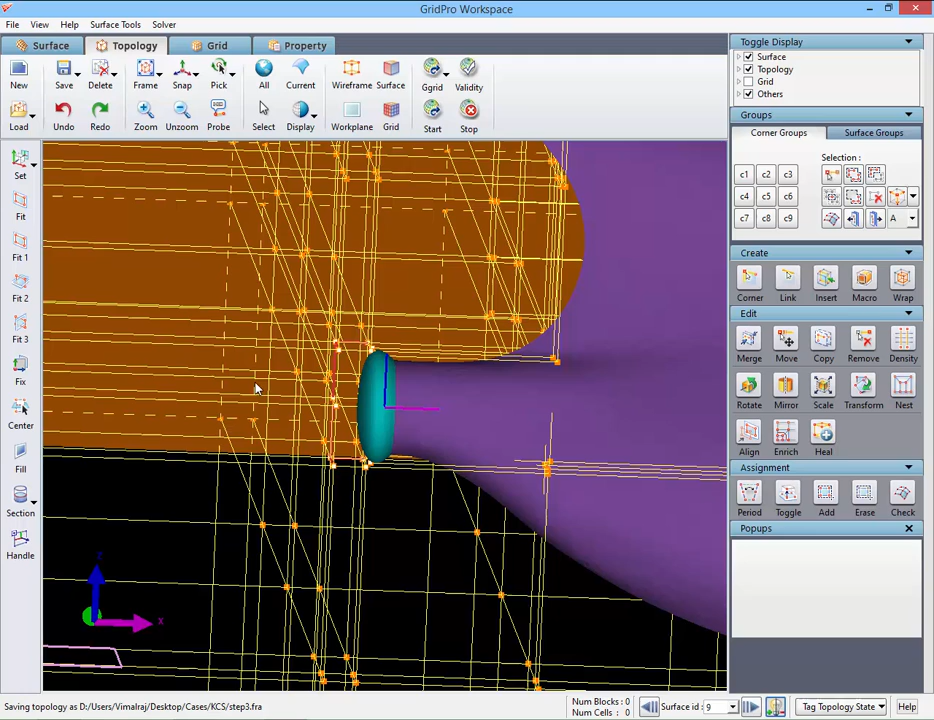 GridPro Workspace
File View Help Surface Tools Solver
Surface Topology Grid Property
New Save Delete Frame Snap Pick All Current Wireframe Surface Ggrid Validity
Load Undo Redo Zoom Unzoom Probe Select Display Workplane Grid Start Stop
Set
Fit
Fit 1
Fit 2
Fit 3
Fix
Center
Fill
Section
Handle
Z
X
Toggle Display
Surface
Topology
Grid
Others
Groups
Corner Groups Surface Groups
Selection :
c1 c2 c3
c4 c5 c6
c7 c8 c9
A
Create
Corner Link Insert Macro Wrap
Edit
Merge Move Copy Remove Density
Rotate Mirror Scale Transform Nest
Align Enrich Heal
Assignment
Period Toggle Add Erase Check
Popups
Saving topology as D:/Users/Vimalraj/Desktop/Cases/KCS/step3.fra
Num Blocks: 0
Num Cells : 0
Surface id: 9
Tag Topology State
Help